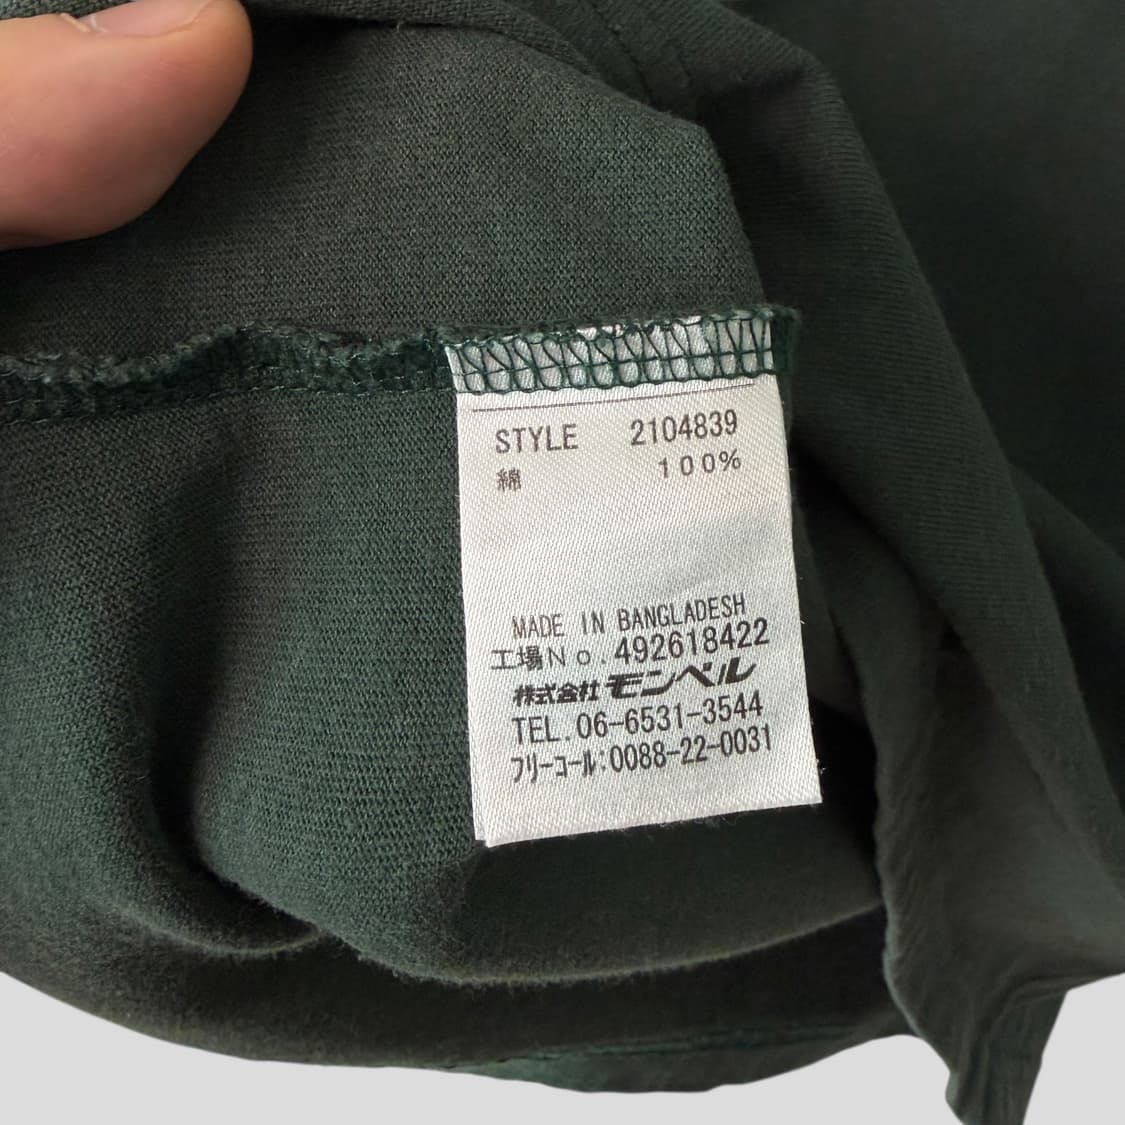 STYLE 2104839
綿 100%
MADE IN BANGLADESH
工場No.492618422
株式会社モンベル
TEL.06-6531-3544
フリーコール:0088-22-0031